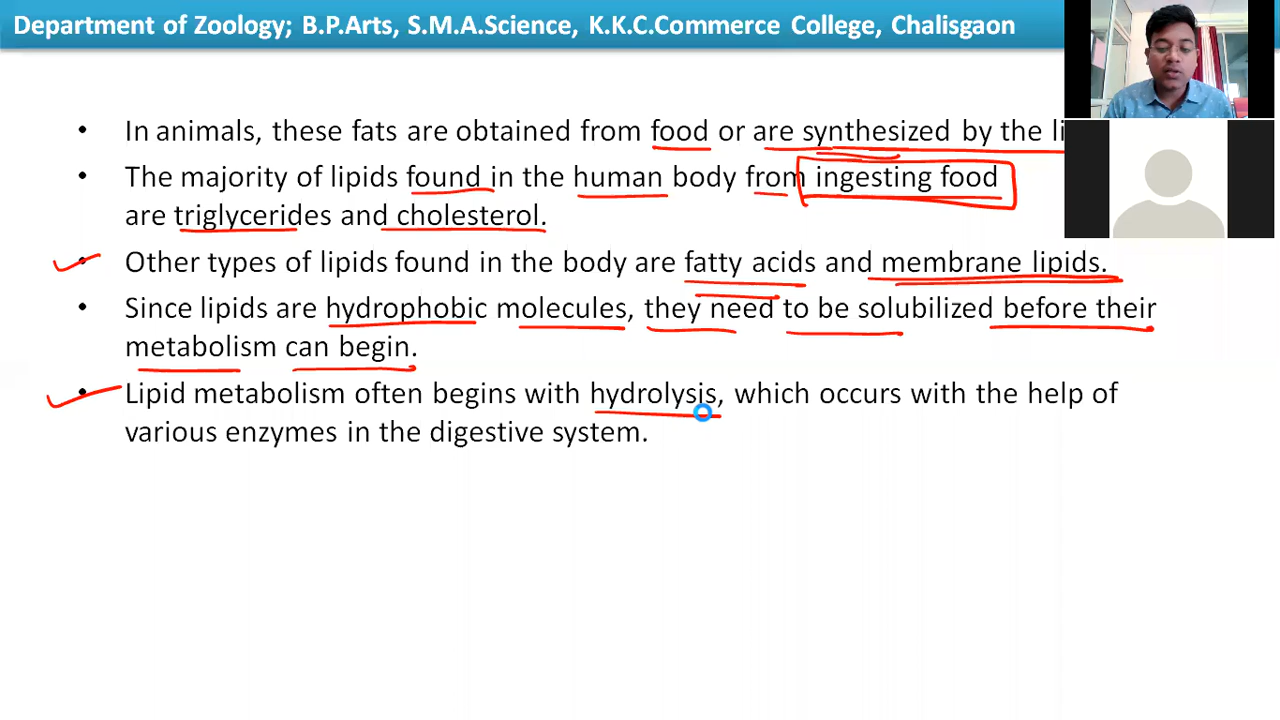 Department of Zoology; B.P.Arts, S.M.A.Science, K.K.C.Commerce College, Chalisgaon
• In animals, these fats are obtained from food or are synthesized by the
• The majority of lipids found in the human body from ingesting food
are triglycerides and cholesterol.
• Other types of lipids found in the body are fatty acids and membrane lipids.
• Since lipids are hydrophobic molecules, they need to be solubilized before their
metabolism can begin.
• Lipid metabolism often begins with hydrolysis, which occurs with the help of
various enzymes in the digestive system.